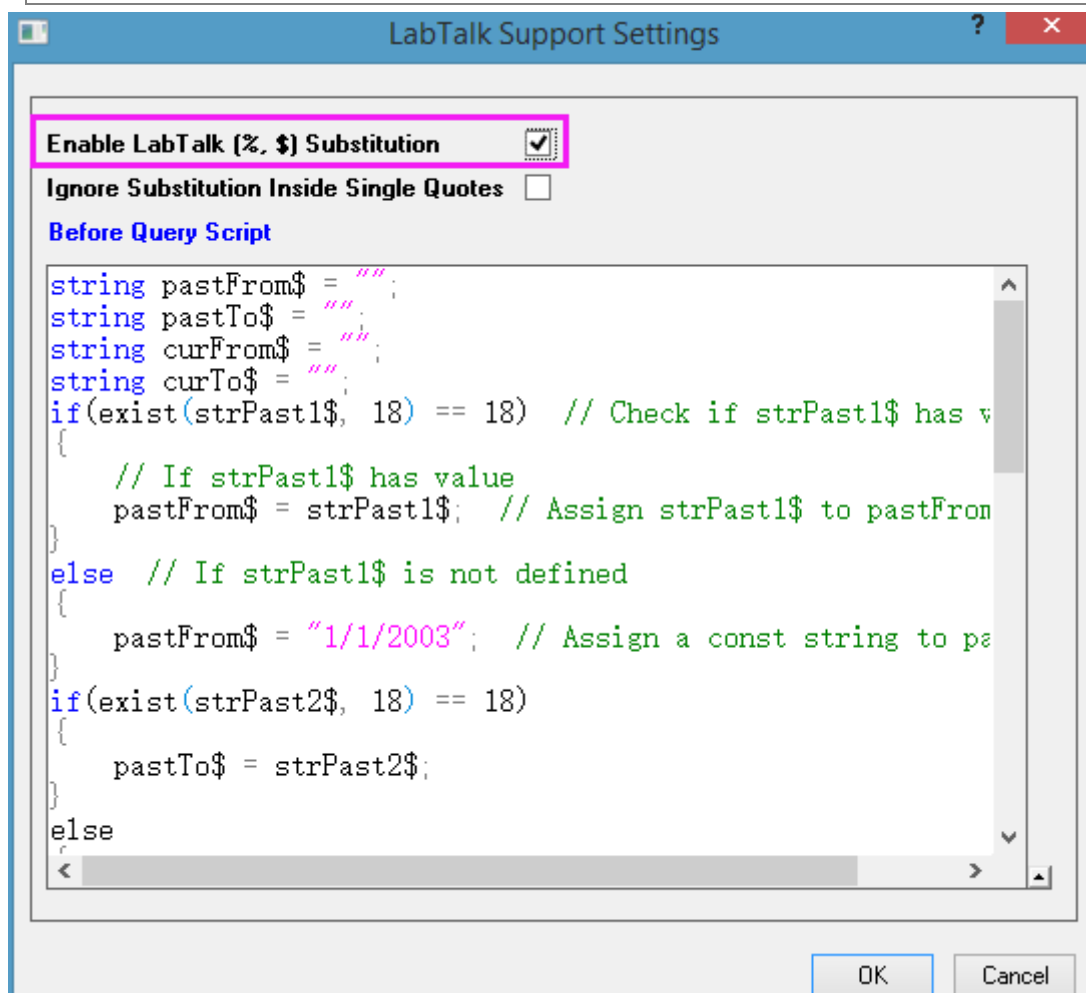 LabTalk Support Settings ? ×
Enable LabTalk (%, $) Substitution
Ignore Substitution Inside Single Quotes
Before Query Script
string pastFrom$ = "";
string pastTo$ = "";
string curFrom$ = "";
string curTo$ = "";
if(exist(strPast1$, 18) == 18)  // Check if strPast1$ has v
{
    // If strPast1$ has value
    pastFrom$ = strPast1$;  // Assign strPast1$ to pastFrom
}
else  // If strPast1$ is not defined
{
    pastFrom$ = "1/1/2003";  // Assign a const string to pa
}
if(exist(strPast2$, 18) == 18)
{
    pastTo$ = strPast2$;
}
else
{
OK Cancel